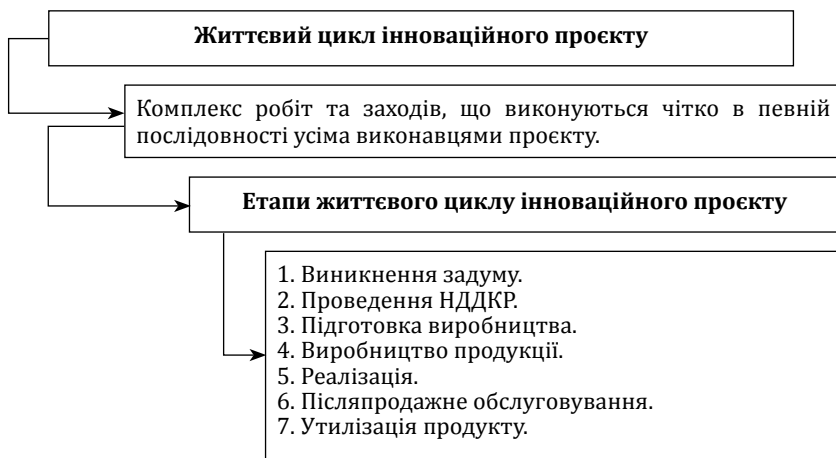 Життєвий цикл інноваційного проєкту
Комплекс робіт та заходів, що виконуються чітко в певній
послідовності усіма виконавцями проєкту.
Етапи життєвого циклу інноваційного проєкту
1. Виникнення задуму.
2. Проведення НДДКР.
3. Підготовка виробництва.
4. Виробництво продукції.
5. Реалізація.
6. Післяпродажне обслуговування.
7. Утилізація продукту.